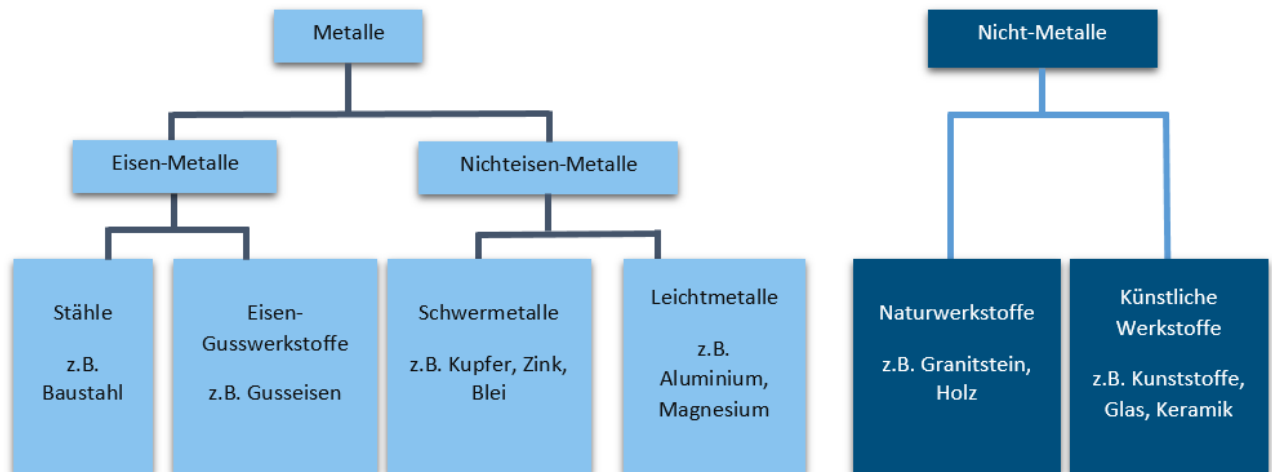 Metalle
Nicht-Metalle
Eisen-Metalle
Nichteisen-Metalle
Stähle
z.B.
Baustahl
Eisen-
Gusswerkstoffe
z.B. Gusseisen
Schwermetalle
z.B. Kupfer, Zink,
Blei
Leichtmetalle
z.B.
Aluminium,
Magnesium
Naturwerkstoffe
z.B. Granitstein,
Holz
Künstliche
Werkstoffe
z.B. Kunststoffe,
Glas, Keramik